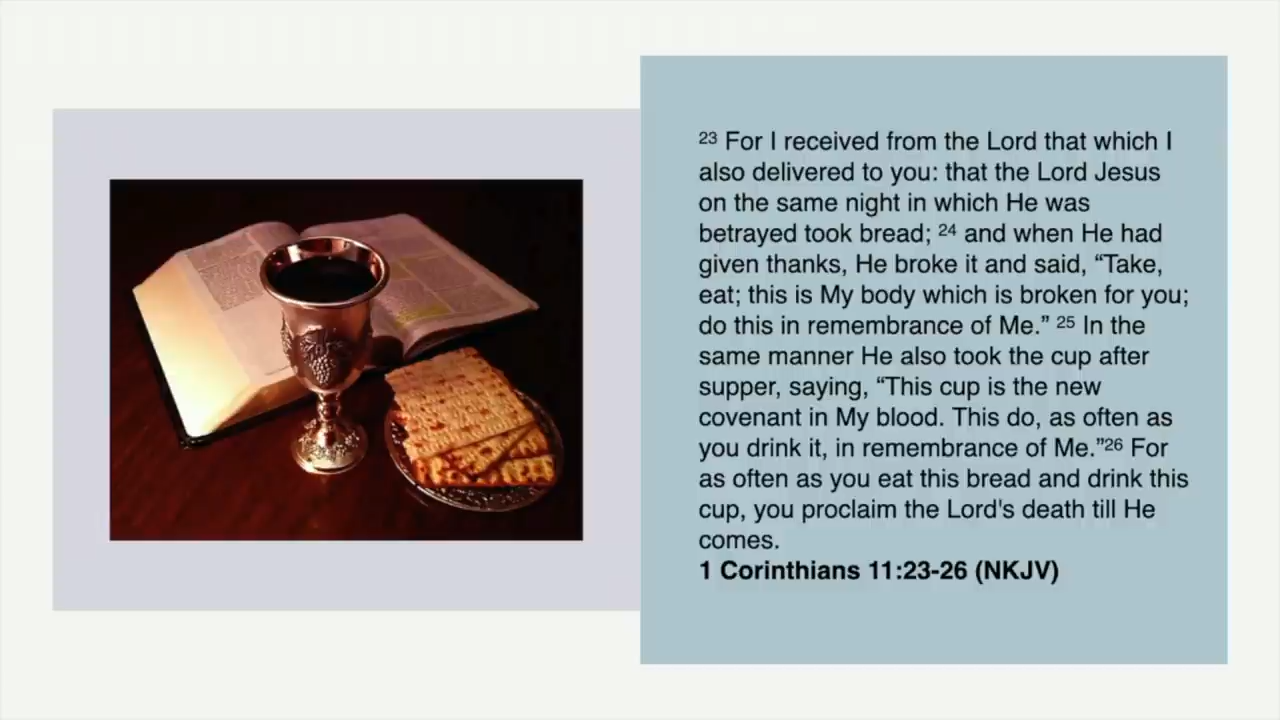 23 For I received from the Lord that which I
also delivered to you: that the Lord Jesus
on the same night in which He was
betrayed took bread; 24 and when He had
given thanks, He broke it and said, “Take,
eat; this is My body which is broken for you;
do this in remembrance of Me.” 25 In the
same manner He also took the cup after
supper, saying, “This cup is the new
covenant in My blood. This do, as often as
you drink it, in remembrance of Me.”26 For
as often as you eat this bread and drink this
cup, you proclaim the Lord's death till He
comes.
1 Corinthians 11:23-26 (NKJV)